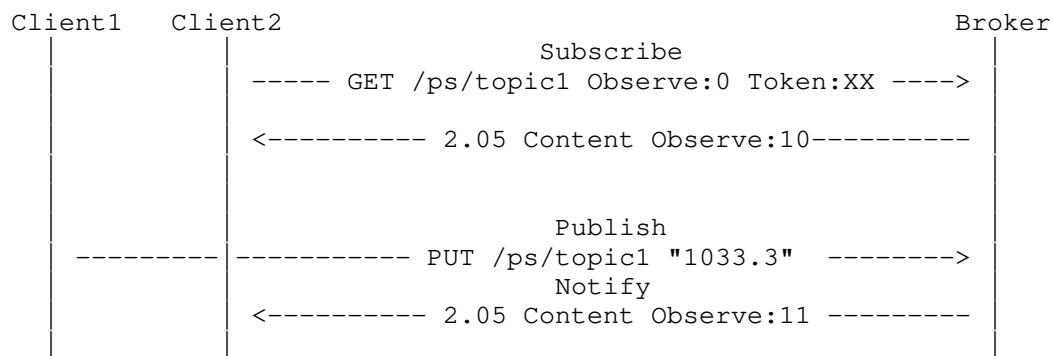 Client1 Client2 Broker
Subscribe
----- GET /ps/topic1 Observe:0 Token:XX ---->
<---------- 2.05 Content Observe:10----------
Publish
---------|----------- PUT /ps/topic1 "1033.3" -------->
Notify
<---------- 2.05 Content Observe:11 ---------